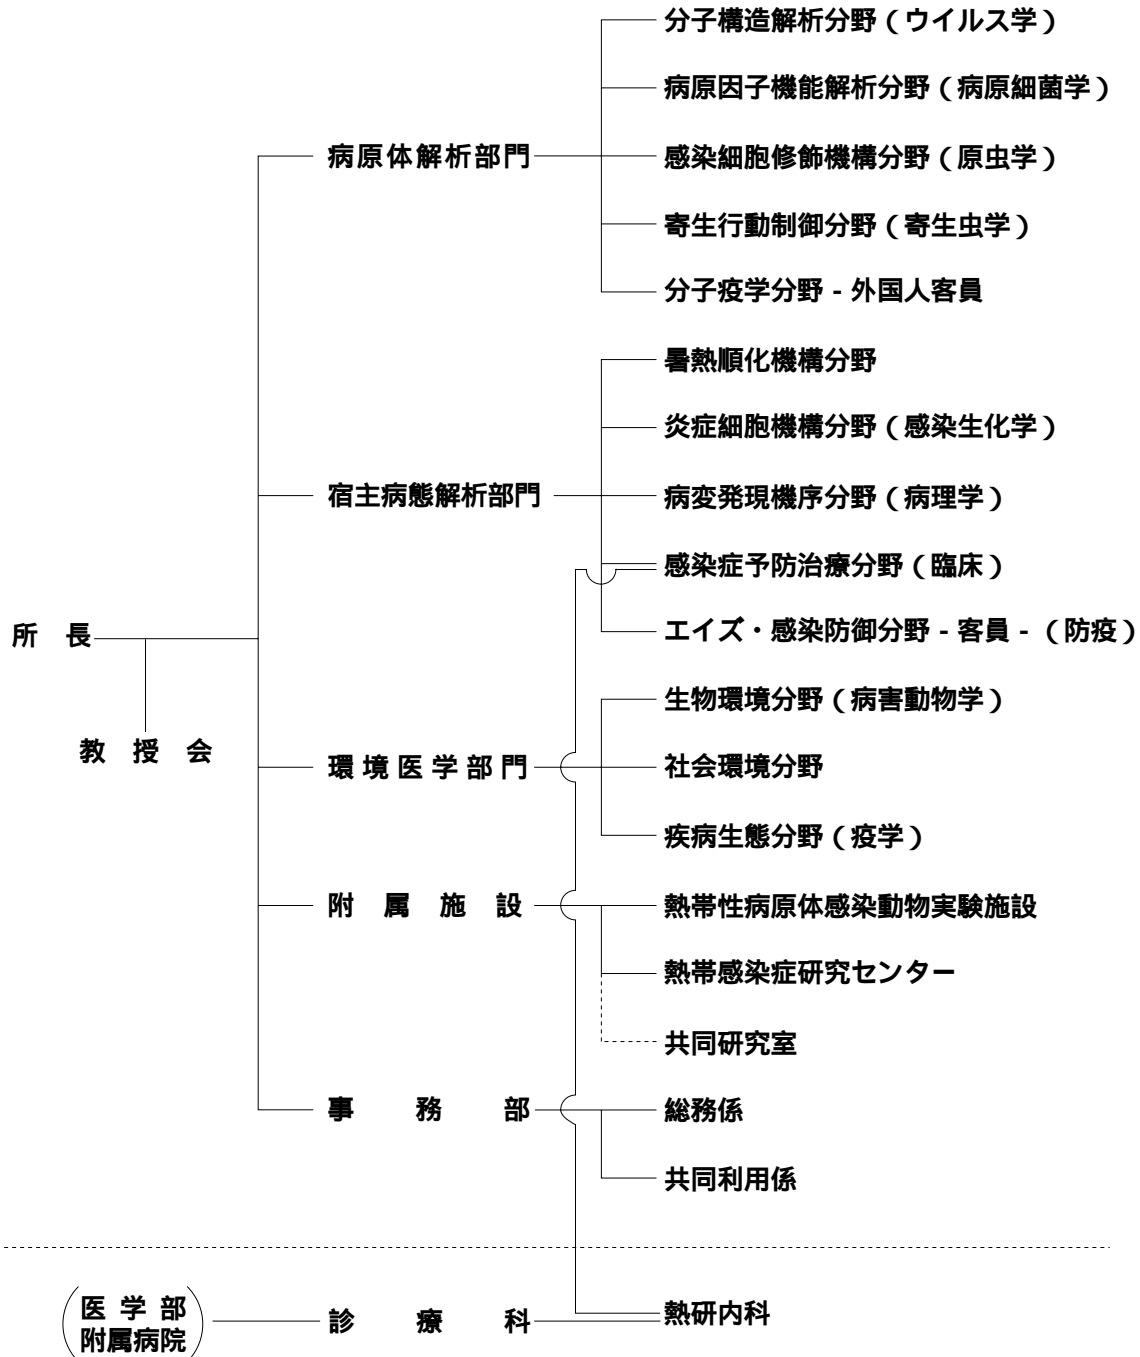 分子構造解析分野(ウイルス学)
病原因子機能解析分野(病原細菌学)
病原体解析部門
感染細胞修飾機構分野(原虫学)
寄生行動制御分野(寄生虫学)
分子疫学分野 - 外国人客員
暑熱順化機構分野
炎症細胞機構分野(感染生化学)
宿主病態解析部門
病変発現機序分野(病理学)
感染症予防治療分野(臨床)
エイズ・感染防御分野 - 客員 -(防疫)
所 長
教 授 会
生物環境分野(病害動物学)
環境医学部門
社会環境分野
疾病生態分野(疫学)
附 属 施 設
熱帯性病原体感染動物実験施設
熱帯感染症研究センター
共同研究室
事 務 部
総務係
共同利用係
医 学 部
附属病院
診 療 科
熱研内科